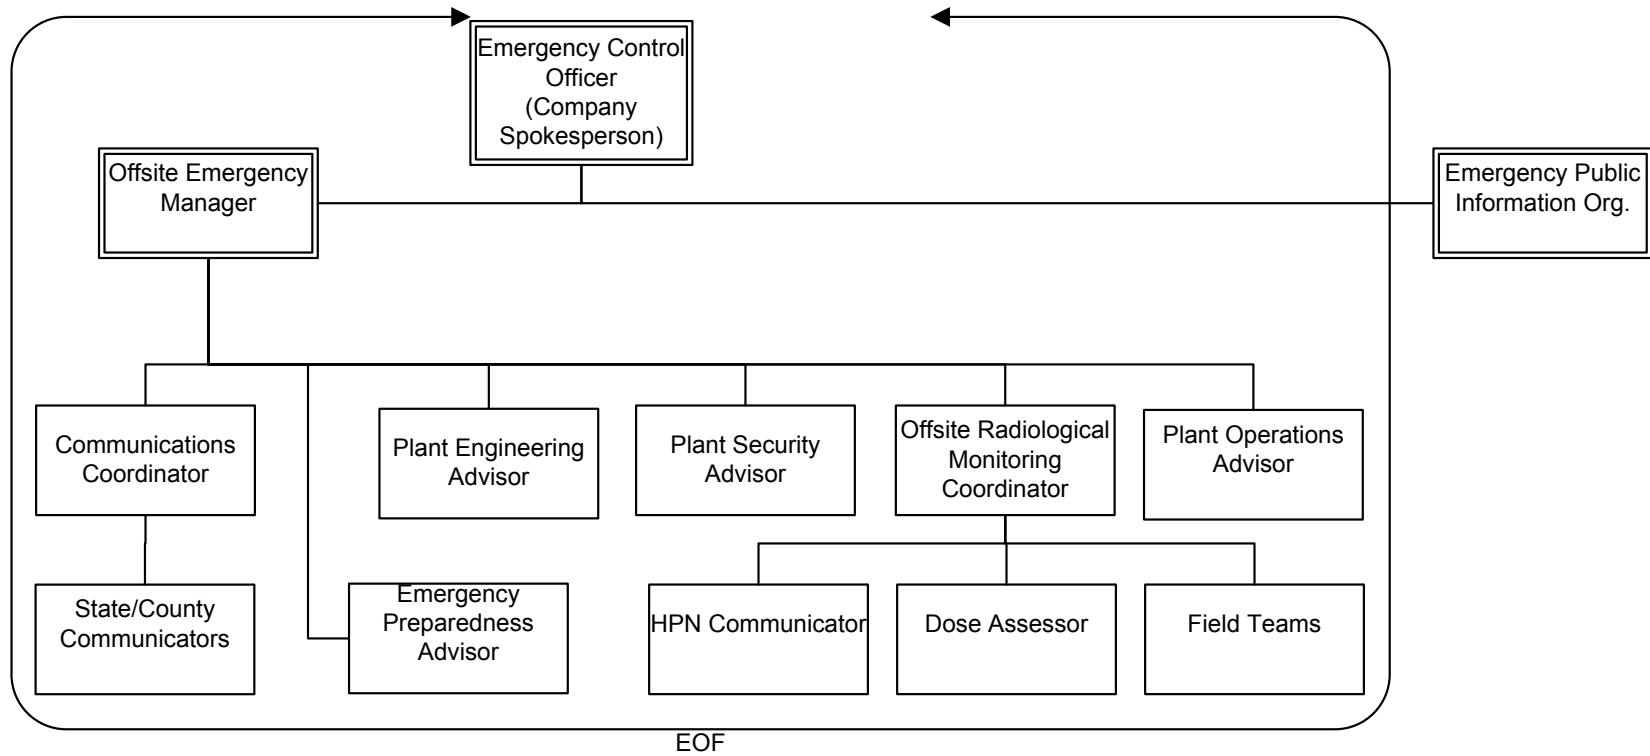 Emergency Control
Officer
(Company
Spokesperson)
Offsite Emergency
Manager
Emergency Public
Information Org.
Communications
Coordinator
Plant Engineering
Advisor
Plant Security
Advisor
Offsite Radiological
Monitoring
Coordinator
Plant Operations
Advisor
State/County
Communicators
Emergency
Preparedness
Advisor
HPN Communicator
Dose Assessor
Field Teams
EOF